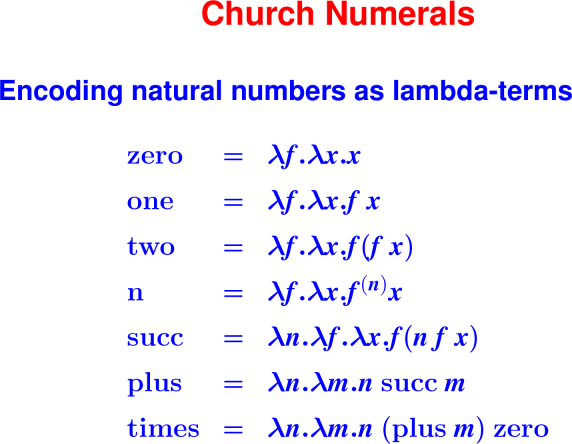 Church Numerals
Encoding natural numbers as lambda-terms
zero = λf.λx.x
one = λf.λx.f x
two = λf.λx.f(f x)
n = λf.λx.f⁽ⁿ⁾x
succ = λn.λf.λx.f(n f x)
plus = λn.λm.n succ m
times = λn.λm.n (plus m) zero